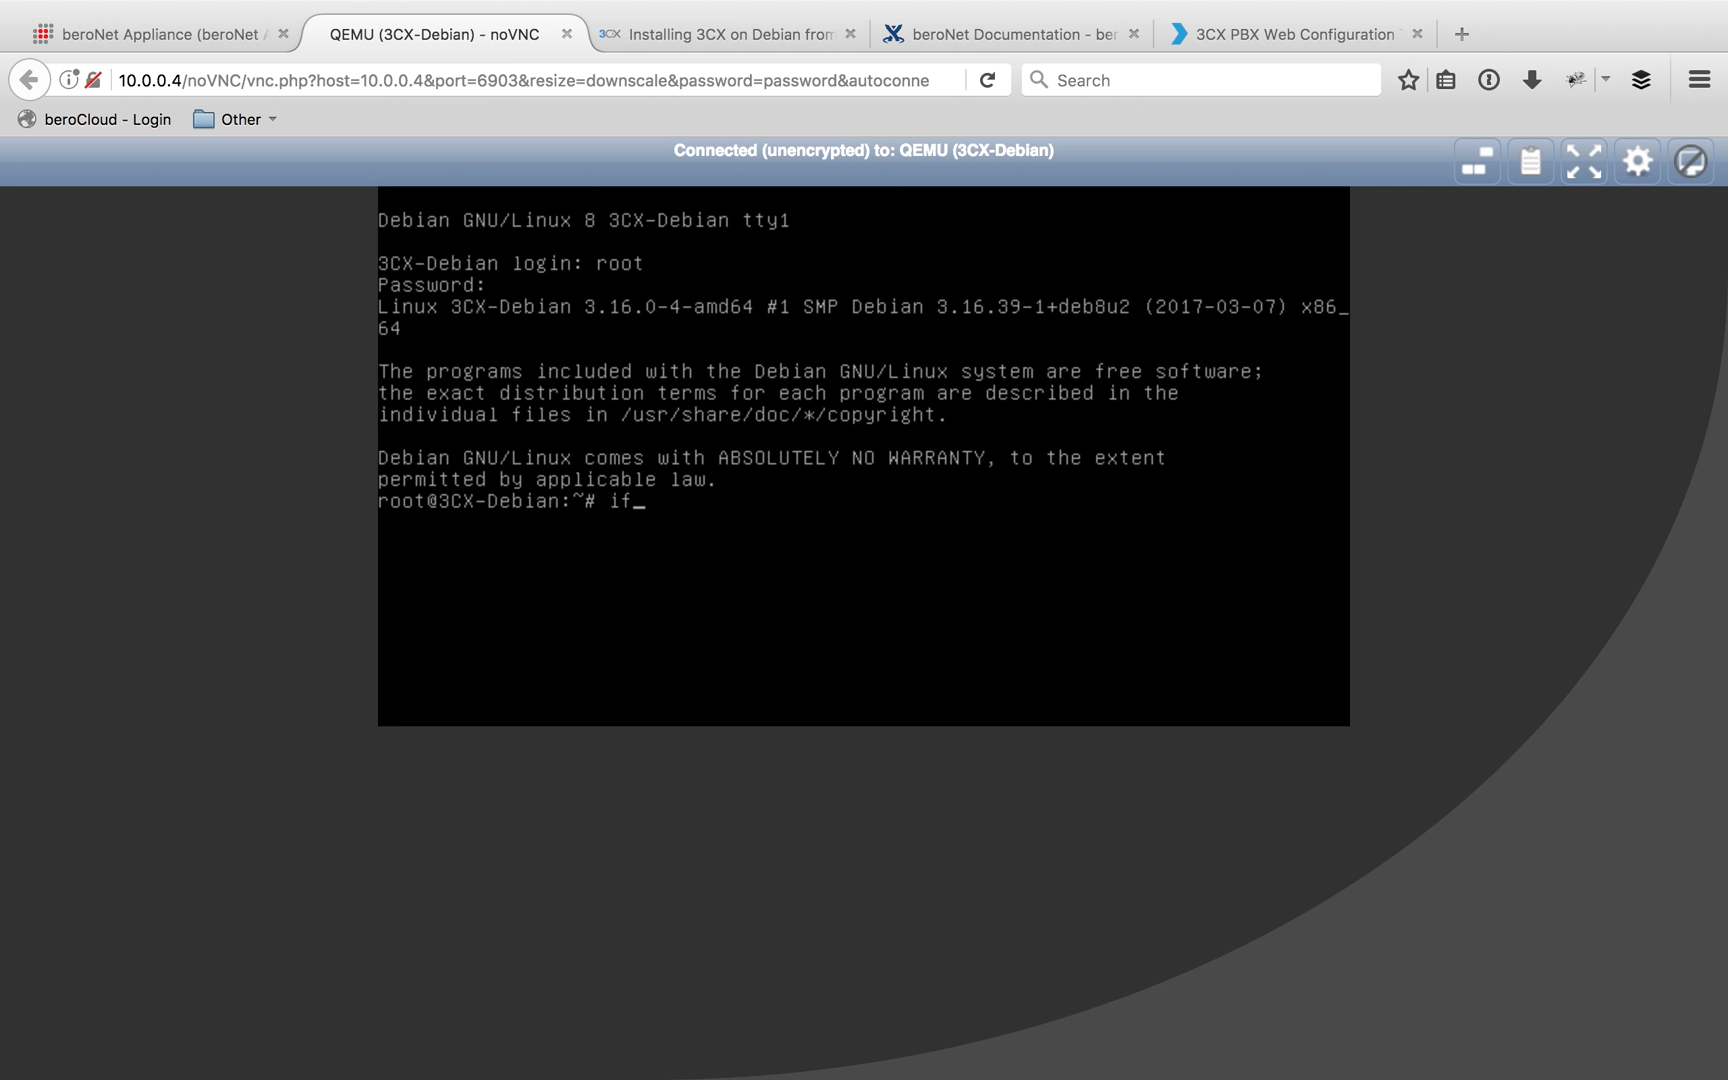 beroNet Appliance (beroNet A
QEMU (3CX-Debian) - noVNC
3CX Installing 3CX on Debian from
beroNet Documentation - ber
3CX PBX Web Configuration
10.0.0.4/noVNC/vnc.php?host=10.0.0.4&port=6903&resize=downscale&password=password&autoconne
Search
beroCloud - Login
Other
Connected (unencrypted) to: QEMU (3CX-Debian)
Debian GNU/Linux 8 3CX-Debian tty1
3CX-Debian login: root
Password:
Linux 3CX-Debian 3.16.0-4-amd64 #1 SMP Debian 3.16.39-1+deb8u2 (2017-03-07) x86_
64
The programs included with the Debian GNU/Linux system are free software;
the exact distribution terms for each program are described in the
individual files in /usr/share/doc/*/copyright.
Debian GNU/Linux comes with ABSOLUTELY NO WARRANTY, to the extent
permitted by applicable law.
root@3CX-Debian:~# if_